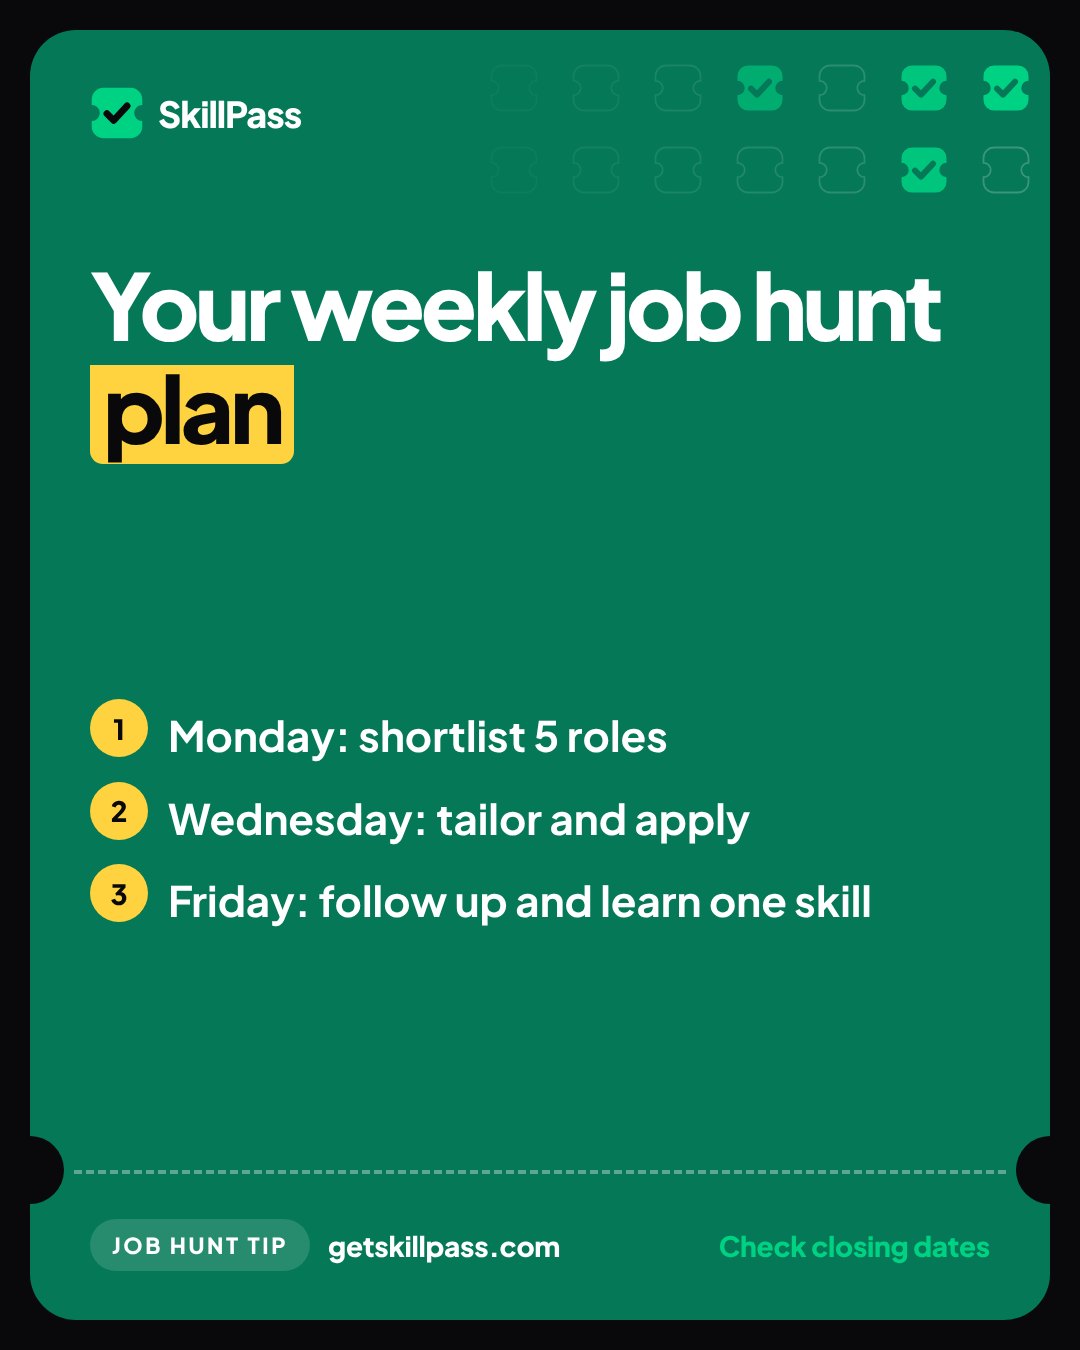 SkillPass
Your weekly job hunt
plan
1 Monday: shortlist 5 roles
2 Wednesday: tailor and apply
3 Friday: follow up and learn one skill
JOB HUNT TIP getskillpass.com Check closing dates